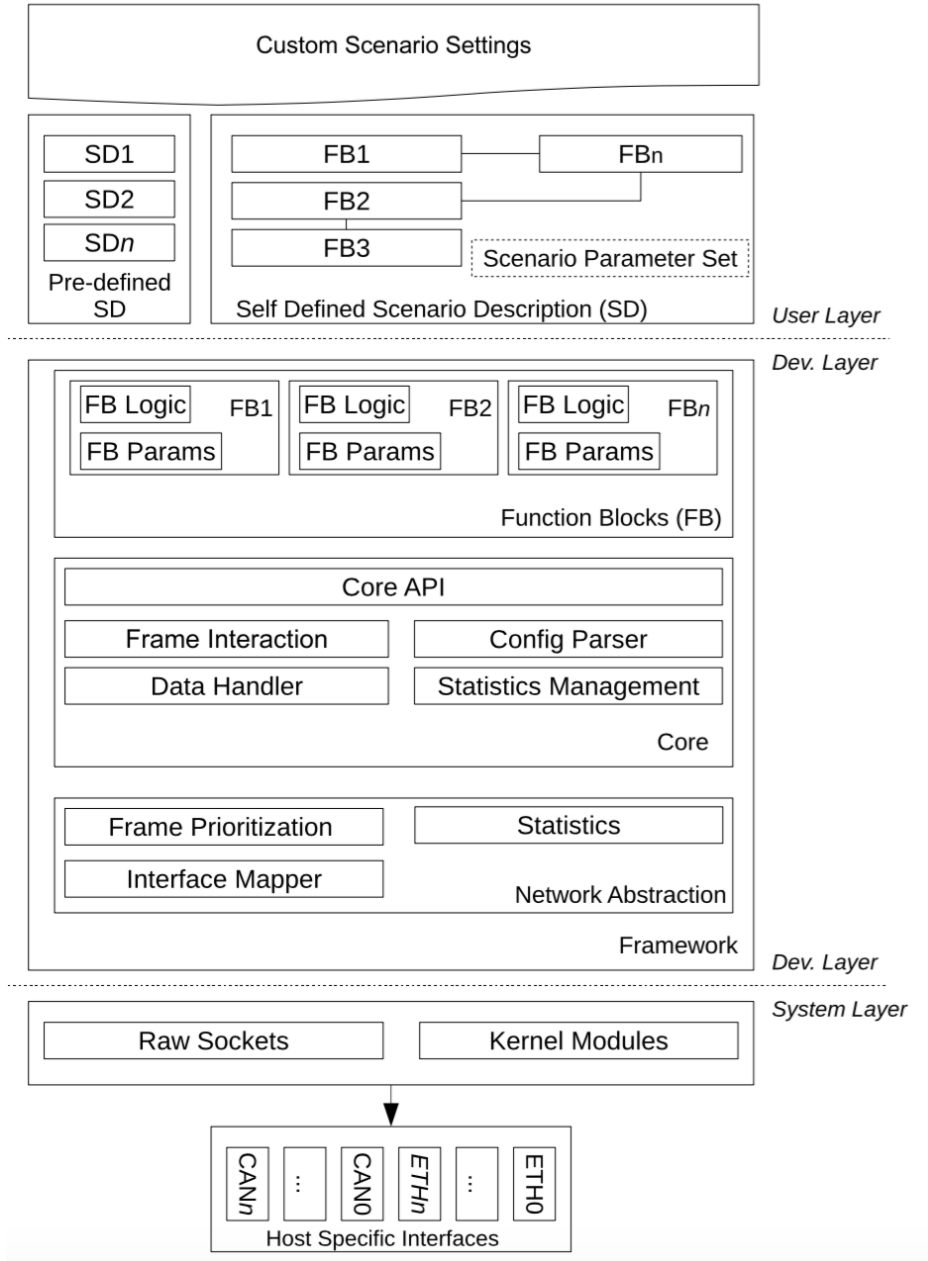 Custom Scenario Settings
SD1
SD2
SDn
Pre-defined
SD
FB1
FBn
FB2
FB3
Scenario Parameter Set
Self Defined Scenario Description (SD)
User Layer
Dev. Layer
FB Logic
FB1
FB Params
FB Logic
FB2
FB Params
FB Logic
FBn
FB Params
Function Blocks (FB)
Core API
Frame Interaction
Config Parser
Data Handler
Statistics Management
Core
Frame Prioritization
Statistics
Interface Mapper
Network Abstraction
Framework
Dev. Layer
System Layer
Raw Sockets
Kernel Modules
CANn
...
CAN0
ETHn
...
ETH0
Host Specific Interfaces